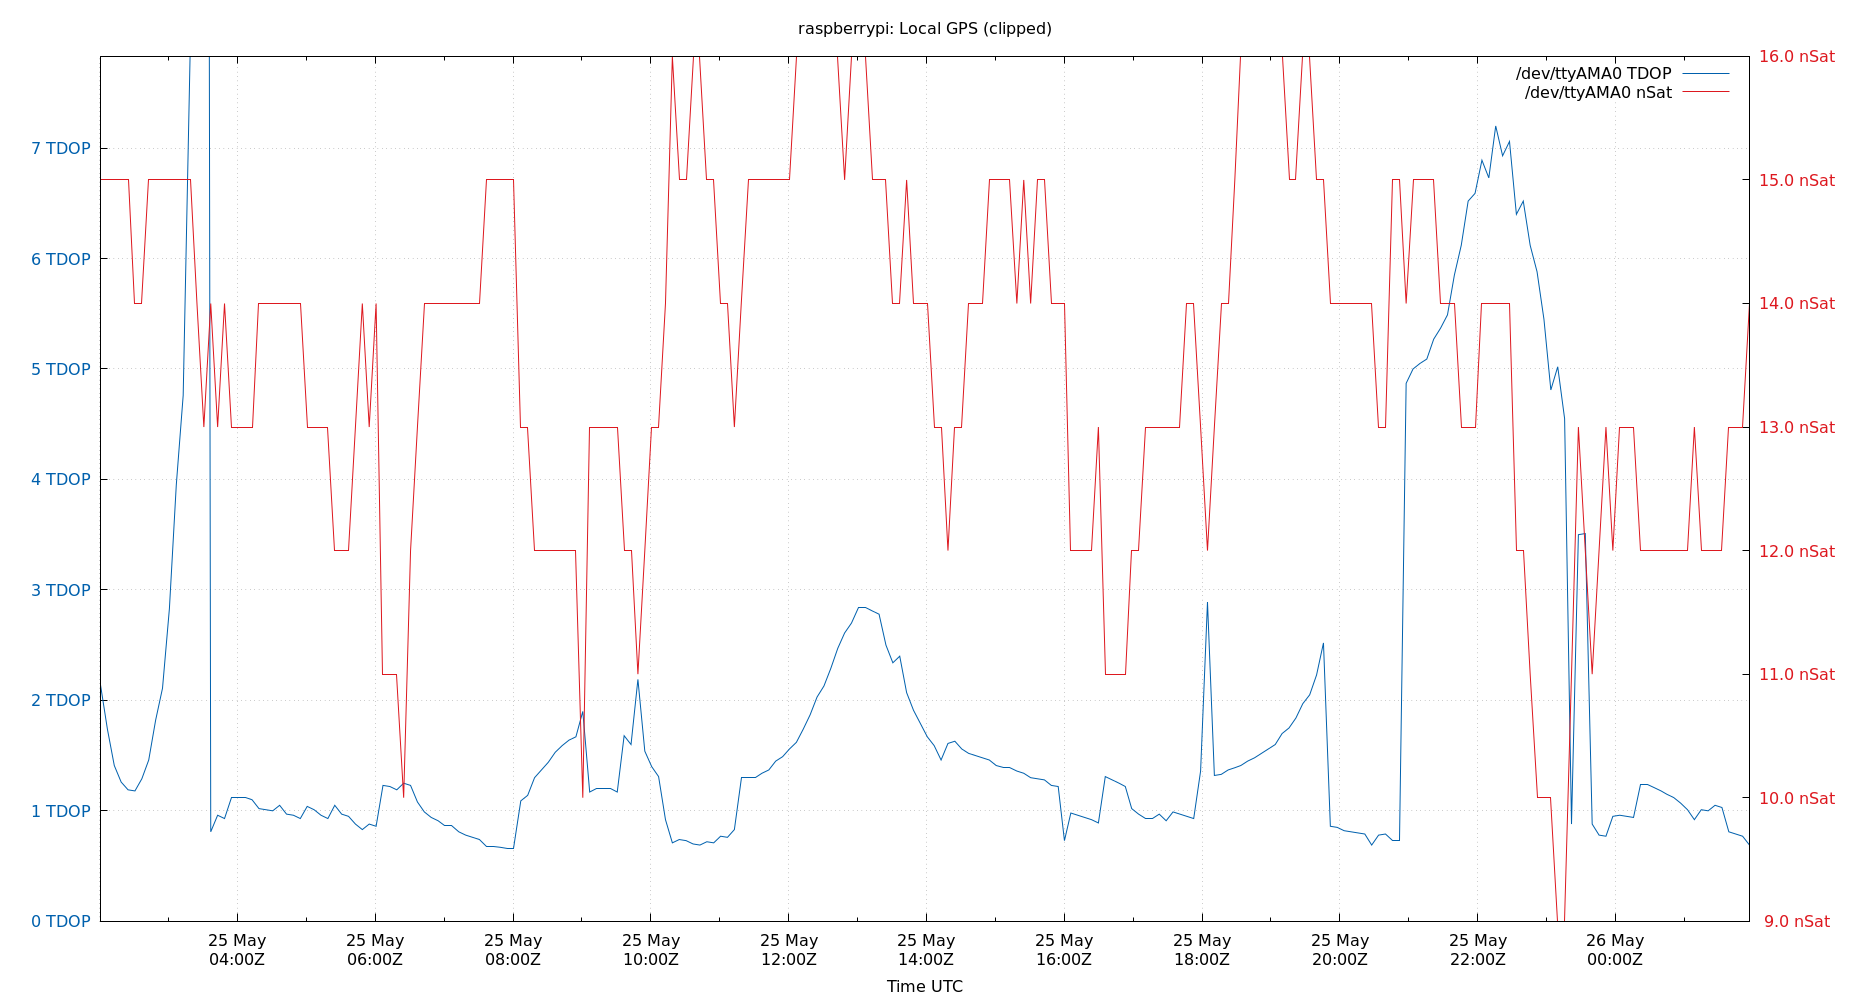 raspberrypi: Local GPS (clipped)
/dev/ttyAMA0 TDOP
/dev/ttyAMA0 nSat
7 TDOP
6 TDOP
5 TDOP
4 TDOP
3 TDOP
2 TDOP
1 TDOP
0 TDOP
16.0 nSat
15.0 nSat
14.0 nSat
13.0 nSat
12.0 nSat
11.0 nSat
10.0 nSat
9.0 nSat
25 May 25 May 25 May 25 May 25 May 25 May 25 May 25 May 25 May 25 May 26 May
04:00Z 06:00Z 08:00Z 10:00Z 12:00Z 14:00Z 16:00Z 18:00Z 20:00Z 22:00Z 00:00Z
Time UTC